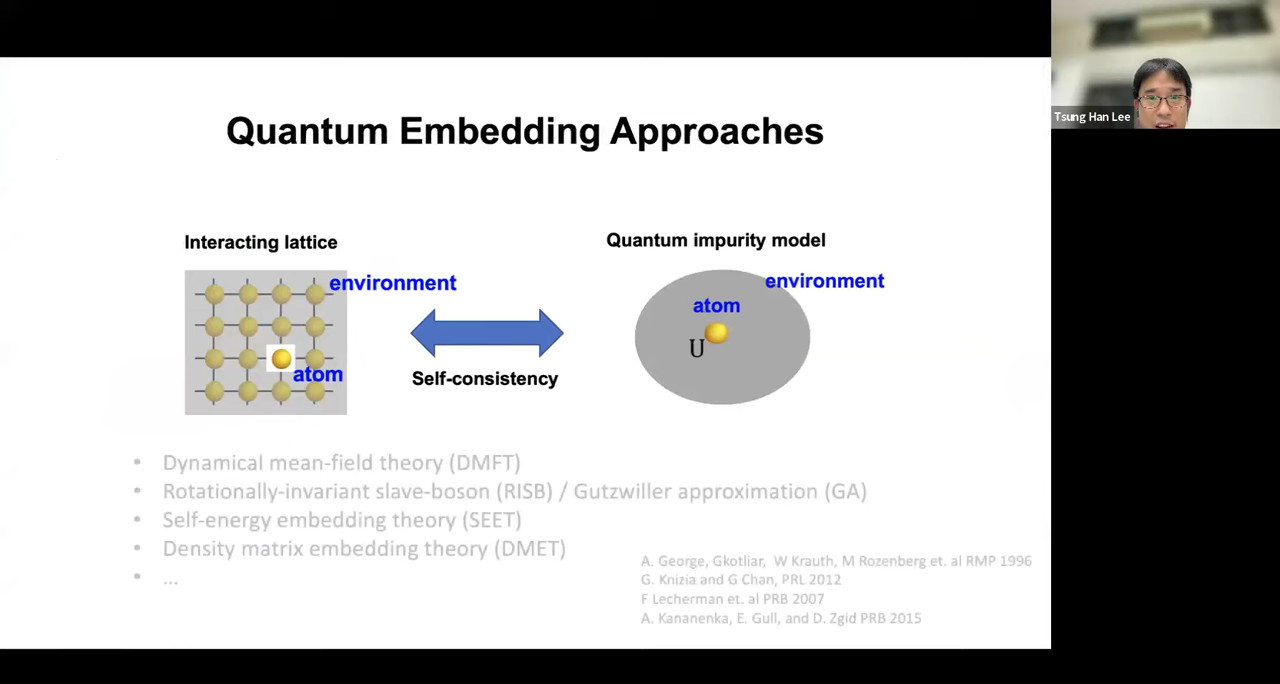 Quantum Embedding Approaches
Tsung Han Lee
Interacting lattice
Quantum impurity model
environment
environment
atom
U
atom
Self-consistency
• Dynamical mean-field theory (DMFT)
• Rotationally-invariant slave-boson (RISB) / Gutzwiller approximation (GA)
• Self-energy embedding theory (SEET)
• Density matrix embedding theory (DMET)
• ...
A. George, Gkotliar, W Krauth, M Rozenberg et. al RMP 1996
G. Knizia and G Chan, PRL 2012
F Lecherman et. al PRB 2007
A. Kananenka, E. Gull, and D. Zgid PRB 2015